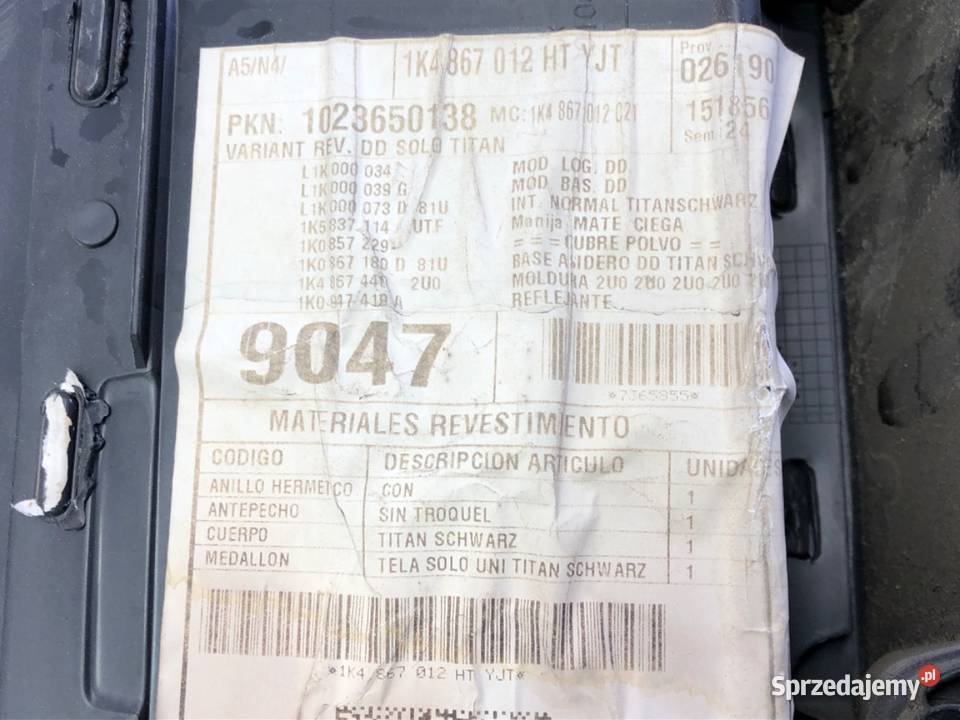 A5/N4/ 1K4 867 012 HT YJT Prov
026190
PKN: 1023650138 MC: 1K4 867 012 021 151856
Sem: 24
VARIANT REV. DD SOLO TITAN
L1K000 034 MOD. LOG. DD
L1K000 039 G MOD. BAS. DD
L1K000 073 D 81U INT. NORMAL TITANSCHWARZ
1K5837 114 UTF Manija MATE CIEGA
1K0857 229 = = =CUBRE POLVO = =
1K0 867 180 D 81U BASE ASIDERO DD TITAN
1K4 867 2U0 MOLDURA 2U0 2U0 2U0 2U0
1K0 947 419 A REFLEJANTE
9047
*7365855*
MATERIALES REVESTIMIENTO
CODIGO DESCRIPCION ARTICULO UNIDADES
ANILLO HERMETCO CON 1
ANTEPECHO SIN TROQUEL 1
CUERPO TITAN SCHWARZ 1
MEDALLON TELA SOLO UNI TITAN SCHWARZ 1
*1K4 867 012 HT YJT*
Sprzedajemy.pl